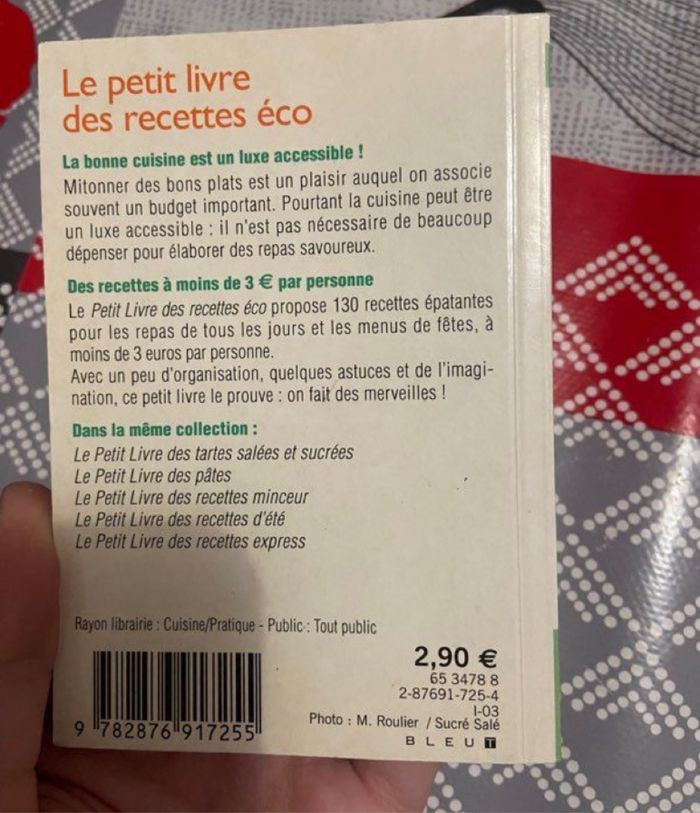 Le petit livre
des recettes éco
La bonne cuisine est un luxe accessible !
Mitonner des bons plats est un plaisir auquel on associe
souvent un budget important. Pourtant la cuisine peut être
un luxe accessible : il n'est pas nécessaire de beaucoup
dépenser pour élaborer des repas savoureux.
Des recettes à moins de 3 € par personne
Le Petit Livre des recettes éco propose 130 recettes épatantes
pour les repas de tous les jours et les menus de fêtes, à
moins de 3 euros par personne.
Avec un peu d'organisation, quelques astuces et de l'imagi-
nation, ce petit livre le prouve : on fait des merveilles !
Dans la même collection :
Le Petit Livre des tartes salées et sucrées
Le Petit Livre des pâtes
Le Petit Livre des recettes minceur
Le Petit Livre des recettes d'été
Le Petit Livre des recettes express
Rayon librairie : Cuisine/Pratique - Public : Tout public
2,90 €
65 3478 8
2-87691-725-4
I-03
Photo : M. Roulier / Sucré Salé
BLEUT
9 782876 917255